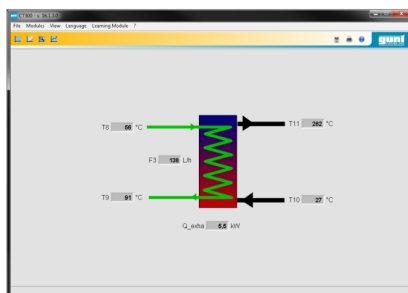 File Modules View Language Learning Module ?
gunt
T8 56 °C
T11 292 °C
F3 138 L/h
T9 91 °C
T10 27 °C
Q_exha 5,5 kW